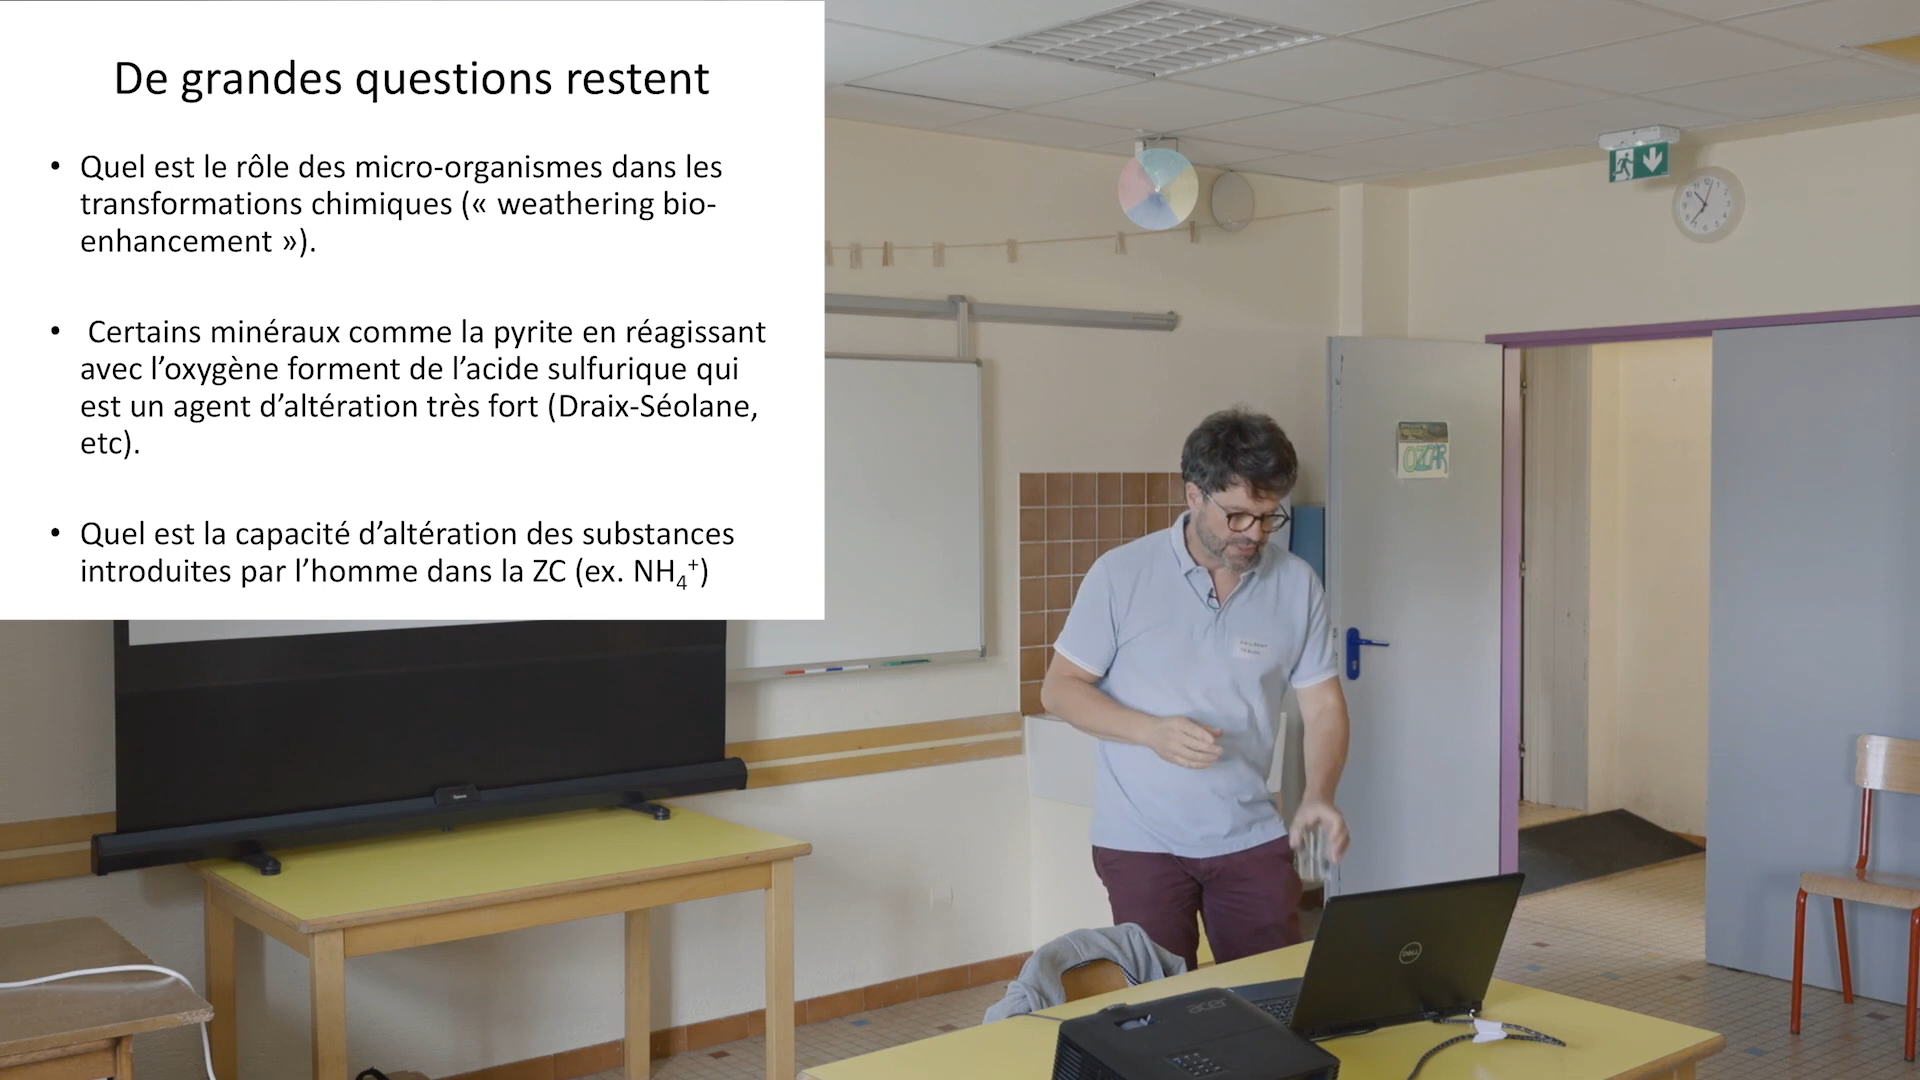 De grandes questions restent
• Quel est le rôle des micro-organismes dans les
transformations chimiques (« weathering bio-
enhancement »).
• Certains minéraux comme la pyrite en réagissant
avec l’oxygène forment de l’acide sulfurique qui
est un agent d’altération très fort (Draix-Séolane,
etc).
• Quel est la capacité d’altération des substances
introduites par l’homme dans la ZC (ex. NH₄⁺)
OZCAR
DELL
acer